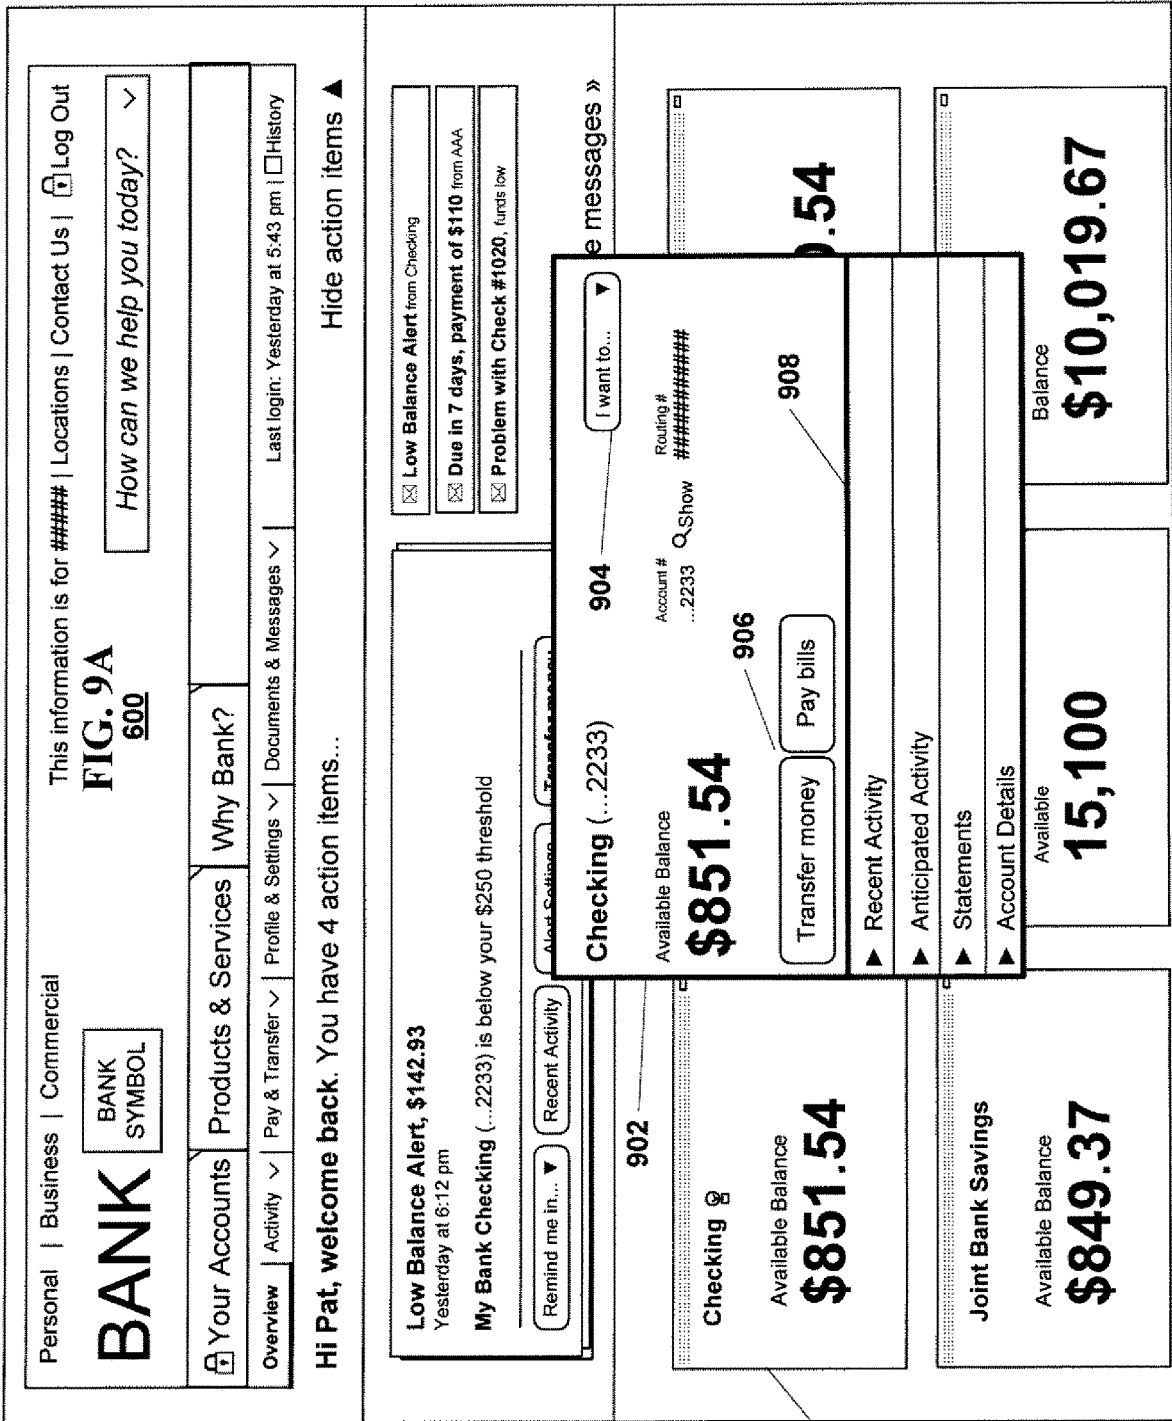 Personal | Business | Commercial
This information is for ##### | Locations | Contact Us | Log Out
BANK
BANK
SYMBOL
FIG. 9A
600
How can we help you today?
Your Accounts
Products & Services
Why Bank?
Overview | Activity | Pay & Transfer | Profile & Settings | Documents & Messages
Last login: Yesterday at 5:43 pm | History
Hi Pat, welcome back. You have 4 action items...
Hide action items ▲
Low Balance Alert, $142.93
Yesterday at 6:12 pm
My Bank Checking (...2233) is below your $250 threshold
Remind me in... ▼
Recent Activity
Alert Settings
Transfer money
Low Balance Alert from Checking
Due in 7 days, payment of $110 from AAA
Problem with Check #1020, funds low
e messages »
902
Checking (...2233)
904
I want to... ▼
Available Balance
$851.54
Account #
...2233
Show
Routing #
##########
906
Transfer money
Pay bills
908
▶ Recent Activity
▶ Anticipated Activity
▶ Statements
▶ Account Details
Checking
Available Balance
$851.54
0.54
Joint Bank Savings
Available Balance
$849.37
Available
15,100
Balance
$10,019.67